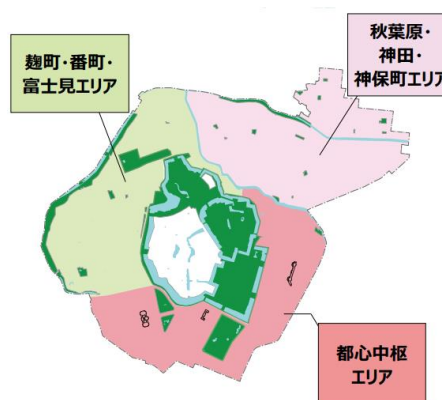 麹町・番町・
富士見エリア
秋葉原・
神田・
神保町エリア
都心中枢
エリア